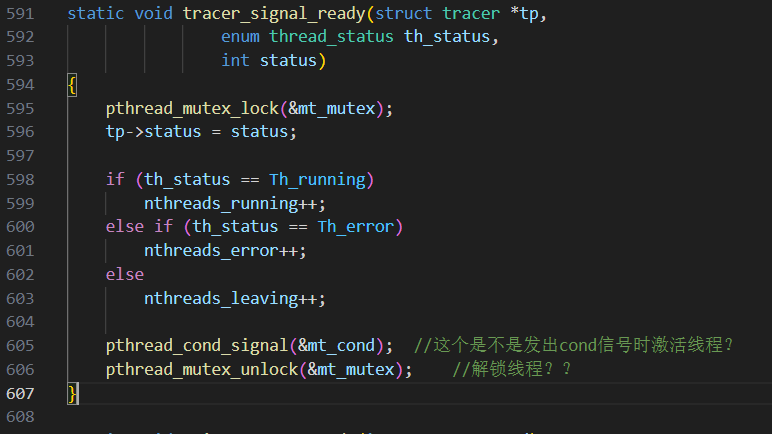 591 static void tracer_signal_ready(struct tracer *tp,
592 enum thread_status th_status,
593 int status)
594 {
595 pthread_mutex_lock(&mt_mutex);
596 tp->status = status;
597
598 if (th_status == Th_running)
599 nthreads_running++;
600 else if (th_status == Th_error)
601 nthreads_error++;
602 else
603 nthreads_leaving++;
604
605 pthread_cond_signal(&mt_cond); //这个是不是发出cond信号时激活线程?
606 pthread_mutex_unlock(&mt_mutex); //解锁线程??
607 }
608